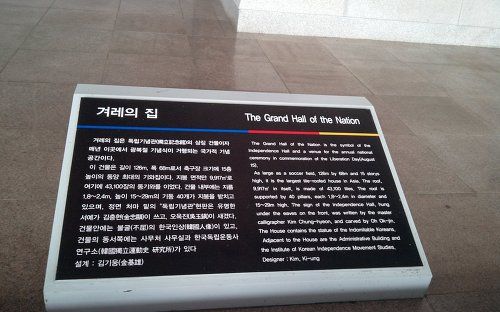 겨레의 집
겨레의 집은 독립기념관(獨立記念館)의 상징 건물이자
매년 이곳에서 광복절 기념식이 거행되는 국가적 기념
공간이다.
이 건물은 길이 126m, 폭 68m로서 축구장 크기에 15층
높이의 동양 최대의 기와집이다. 지붕 면적만 9,917㎡로
여기에 43,100장의 동기와를 이었다. 건물 내부에는 지름
1.8~2.4m, 높이 15~29m의 기둥 40개가 지붕을 받치고
있으며, 정면 처마 밑의 '독립기념관'현판은 유명한
서예가 김충현(金忠顯)이 쓰고, 오옥진(吳玉鎭)이 새겼다.
건물안에는 불굴(不屈)의 한국인상(韓國人像)이 있고,
건물의 동서쪽에는 사무처 사무실과 한국독립운동사
연구소(韓國獨立運動史 硏究所)가 있다
설계 : 김기웅(金基雄)
The Grand Hall of the Nation
The Grand Hall of the Nation is the symbol of the
Independence Hall and a venue for the annual national
ceremony in commemoration of the Liberation Day(August
15).
As large as a soccer field, 126m by 68m and 15 storys
high, it is the largest tile-roofed house in Asia. The roof,
9,917㎡ in itself, is made of 43,100 tiles. The roof is
supported by 40 pillars, each 1.8~2.4m in diameter and
15~29m high. The sign of the Independence Hall, hung
under the eaves on the front, was written by the master
calligrapher Kim Chung-hyeon, and carved by Oh Ok-jin.
The House contains the statue of the Indomitable Koreans.
Adjacent to the House are the Administrative Building and
the Institute of Korean Independence Movement Studies.
Designer : Kim, Ki-ung